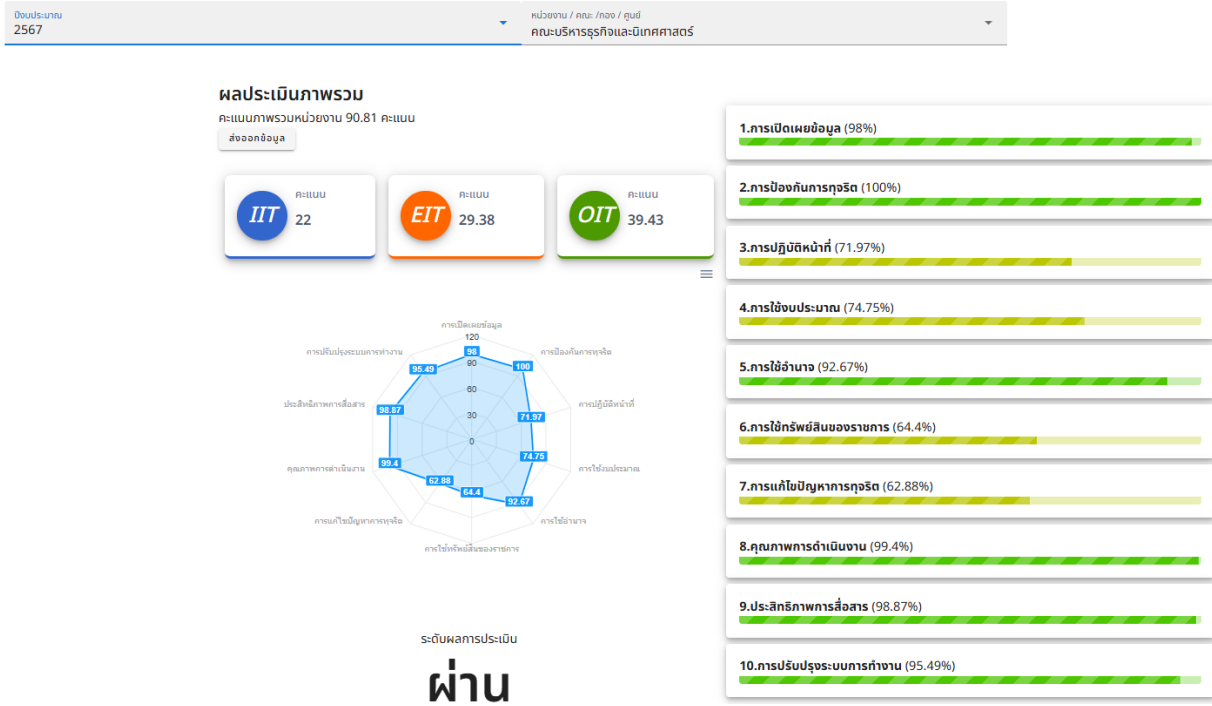 ปีงบประมาณ
2567
หน่วยงาน / คณะ /กอง / ศูนย์
คณะบริหารธุรกิจและนิเทศศาสตร์
ผลประเมินภาพรวม
คะแนนภาพรวมหน่วยงาน 90.81 คะแนน
ส่งออกข้อมูล
IIT
คะแนน
22
EIT
คะแนน
29.38
OIT
คะแนน
39.43
การเปิดเผยข้อมูล
120
98
90
60
30
0
การป้องกันการทุจริต
100
การปฏิบัติหน้าที่
71.97
การใช้งบประมาณ
74.75
การใช้อำนาจ
92.67
การใช้ทรัพย์สินของราชการ
64.4
การแก้ไขปัญหาการทุจริต
62.88
คุณภาพการดำเนินงาน
99.4
ประสิทธิภาพการสื่อสาร
98.87
การปรับปรุงระบบการทำงาน
95.49
ระดับผลการประเมิน
ผ่าน
1.การเปิดเผยข้อมูล (98%)
2.การป้องกันการทุจริต (100%)
3.การปฏิบัติหน้าที่ (71.97%)
4.การใช้งบประมาณ (74.75%)
5.การใช้อำนาจ (92.67%)
6.การใช้ทรัพย์สินของราชการ (64.4%)
7.การแก้ไขปัญหาการทุจริต (62.88%)
8.คุณภาพการดำเนินงาน (99.4%)
9.ประสิทธิภาพการสื่อสาร (98.87%)
10.การปรับปรุงระบบการทำงาน (95.49%)